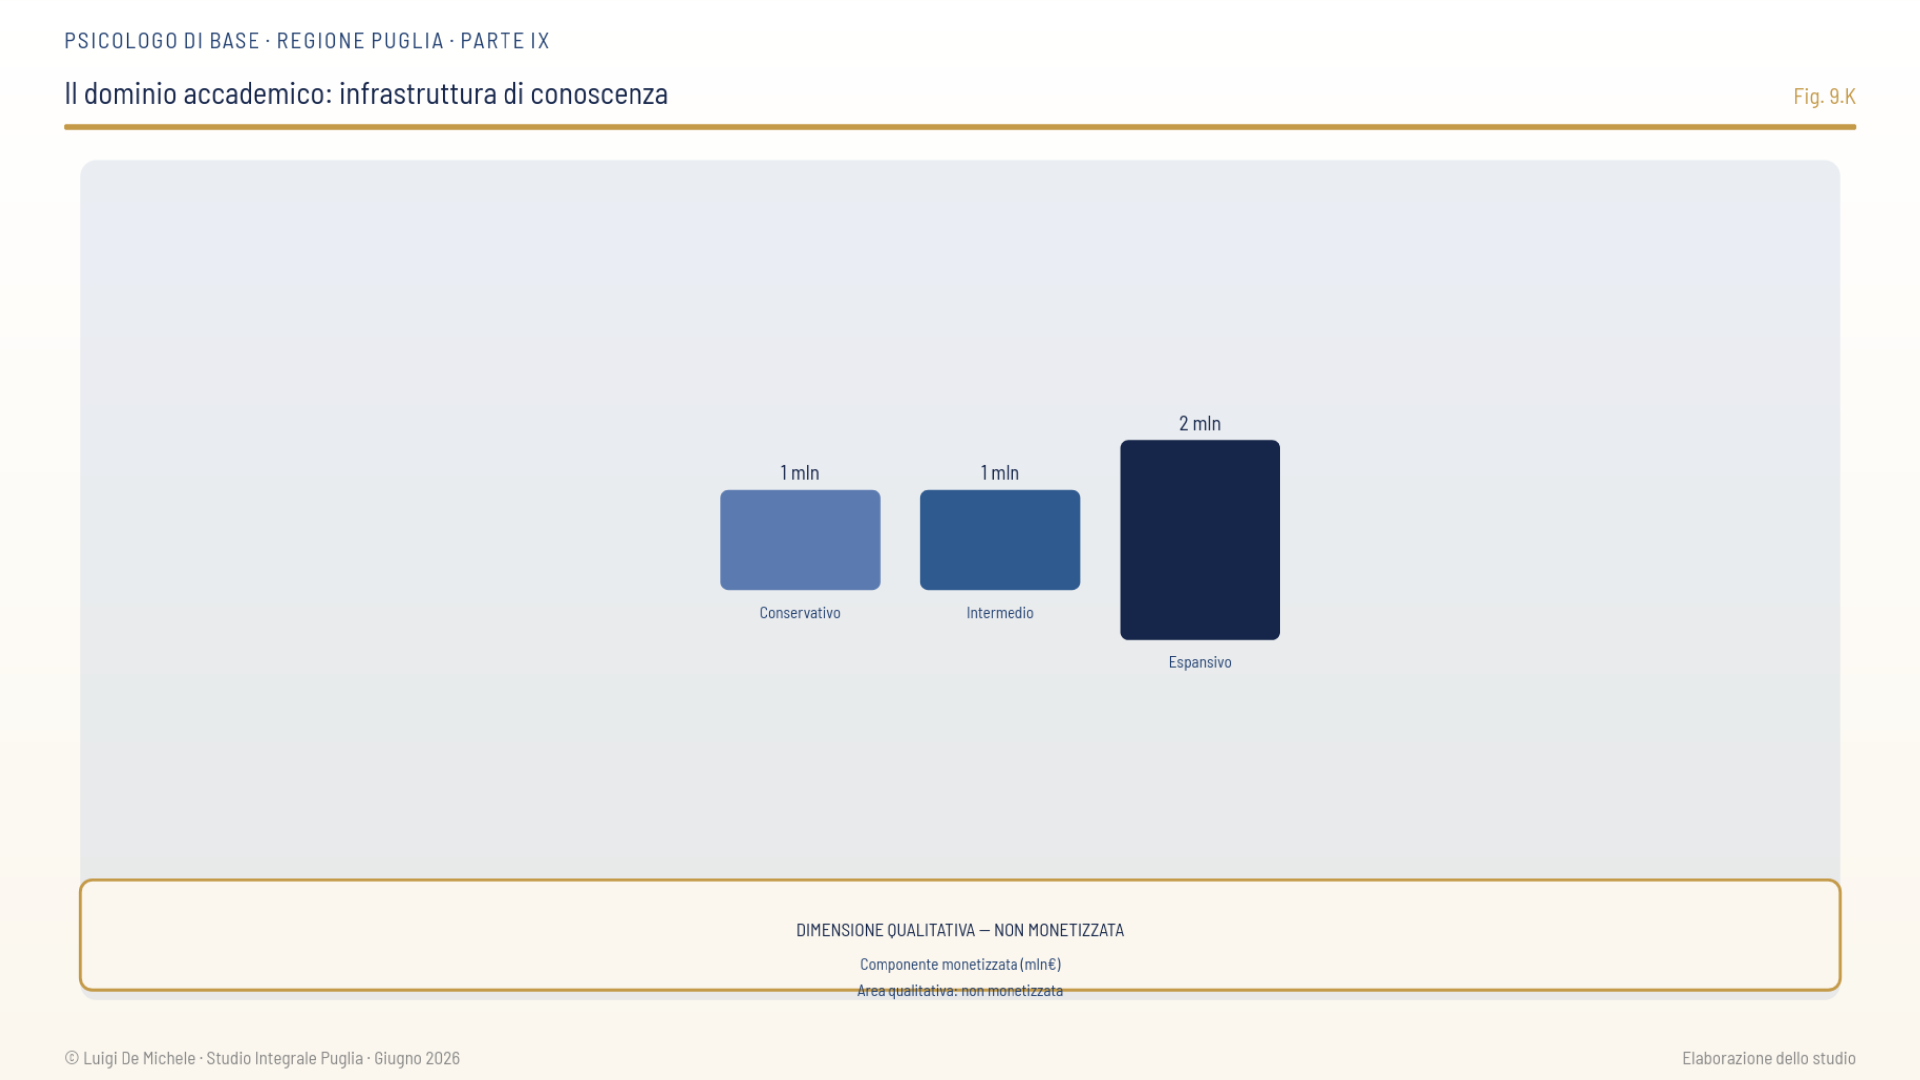 PSICOLOGO DI BASE · REGIONE PUGLIA · PARTE IX
Il dominio accademico: infrastruttura di conoscenza
Fig. 9.K
2 mln
1 mln
1 mln
Conservativo
Intermedio
Espansivo
DIMENSIONE QUALITATIVA — NON MONETIZZATA
Componente monetizzata (mln€)
Area qualitativa: non monetizzata
© Luigi De Michele · Studio Integrale Puglia · Giugno 2026
Elaborazione dello studio